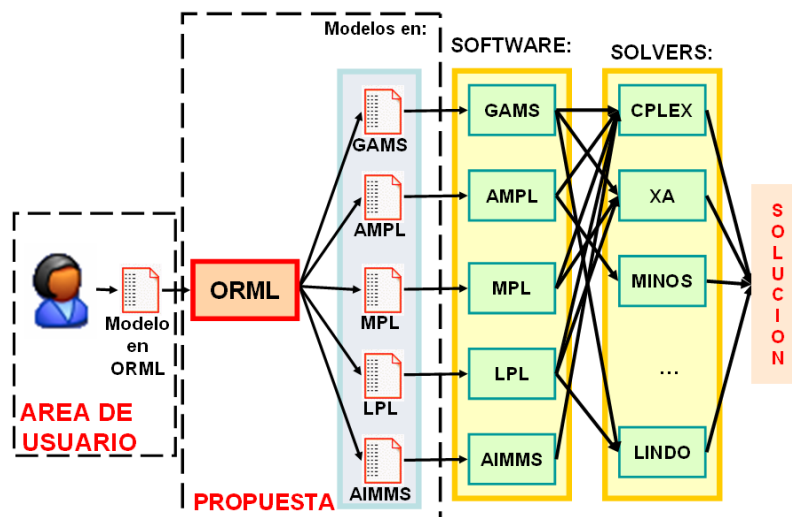 Modelos en:
SOFTWARE:
SOLVERS:
GAMS
AMPL
MPL
LPL
AIMMS
GAMS
AMPL
MPL
LPL
AIMMS
CPLEX
XA
MINOS
...
LINDO
SOLUCION
ORML
Modelo
en
ORML
AREA DE
USUARIO
PROPUESTA